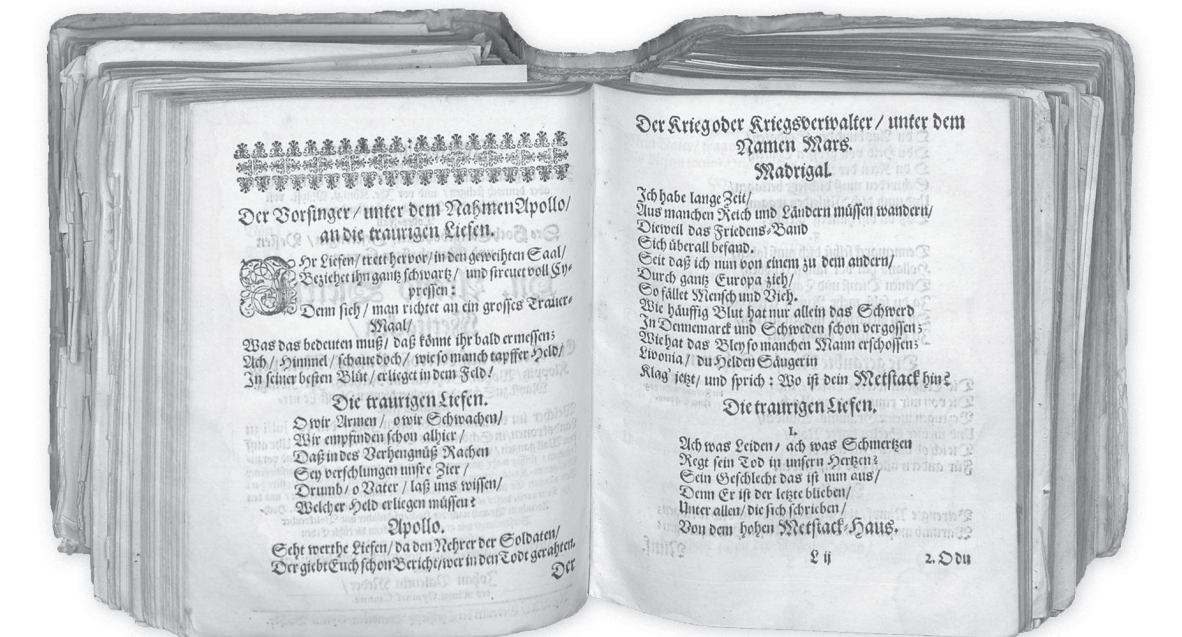 Der Vorsinger / unter dem Nahmen Apollo/
an die traurigen Liefen.
IHr Liefen/ trett hervor/ in den geweihten Saal/
Beziehet ihn gantz schwartz/ und streuet voll Cy-
pressen:
Denn sieh/ man richtet an ein grosses Trauer-
Maal/
Was das bedeuten muß/ daß könnt ihr bald ermessen:
Ach/ Himmel/ schaue doch/ wie so manch tapffer Held/
In seiner besten Blüt/ erlieget in dem Feld!
Die traurigen Liefen.
O wir Armen/ o wir Schwachen/
Wir empfinden schon alhier/
Daß in des Verhengnüß Rachen
Sey verschlungen unsre Zier/
Drumb/ o Vater/ laß uns wissen/
Welcher Held erliegen müssen?
Apollo.
Seht werthe Liefen/ da den Nehrer der Soldaten/
Der giebt Euch schon Bericht/ wer in den Todt gerahten.
Der
Der Krieg oder Kriegsverwalter/ unter dem
Namen Mars.
Madrigal.
Ich habe lange Zeit/
Aus manchen Reich und Ländern müssen wandern/
Dieweil das Friedens-Band
Sich überall befand.
Seit daß ich nun von einem zu dem andern/
Durch gantz Europa zieh/
So fället Mensch und Vieh.
Wie häuffig Blut hat nur allein das Schwerd
In Dennemarck und Schweden schon vergossen;
Wie hat das Bley so manchen Mann erschossen:
Livonia/ du Helden Säugerin
Klag' jetzt/ und sprich: Wo ist dein Metstack hin?
Die traurigen Liefen.
1.
Ach was Leiden/ ach was Schmertzen
Regt sein Tod in unsern Hertzen?
Sein Geschlecht das ist nun aus/
Denn Er ist der letzte blieben/
Unter allen/ die sich schrieben/
Von dem hohen Metstack-Haus.
L ij
2. O du